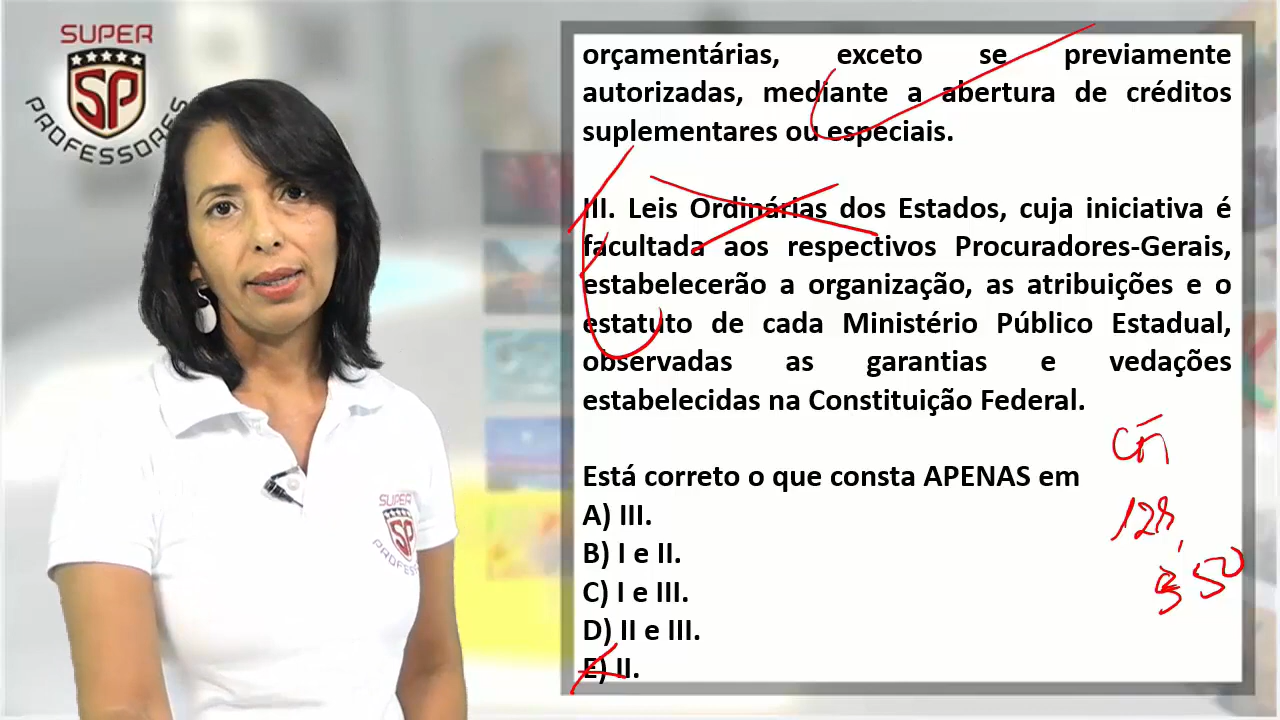 SUPER
SP
PROFESSORES
orçamentárias, exceto se previamente
autorizadas, mediante a abertura de créditos
suplementares ou especiais.
III. Leis Ordinárias dos Estados, cuja iniciativa é
facultada aos respectivos Procuradores-Gerais,
estabelecerão a organização, as atribuições e o
estatuto de cada Ministério Público Estadual,
observadas as garantias e vedações
estabelecidas na Constituição Federal.
Está correto o que consta APENAS em
A) III.
B) I e II.
C) I e III.
D) II e III.
E) II.
128,
§ 5º
SUPER
SP
PROFESSORES